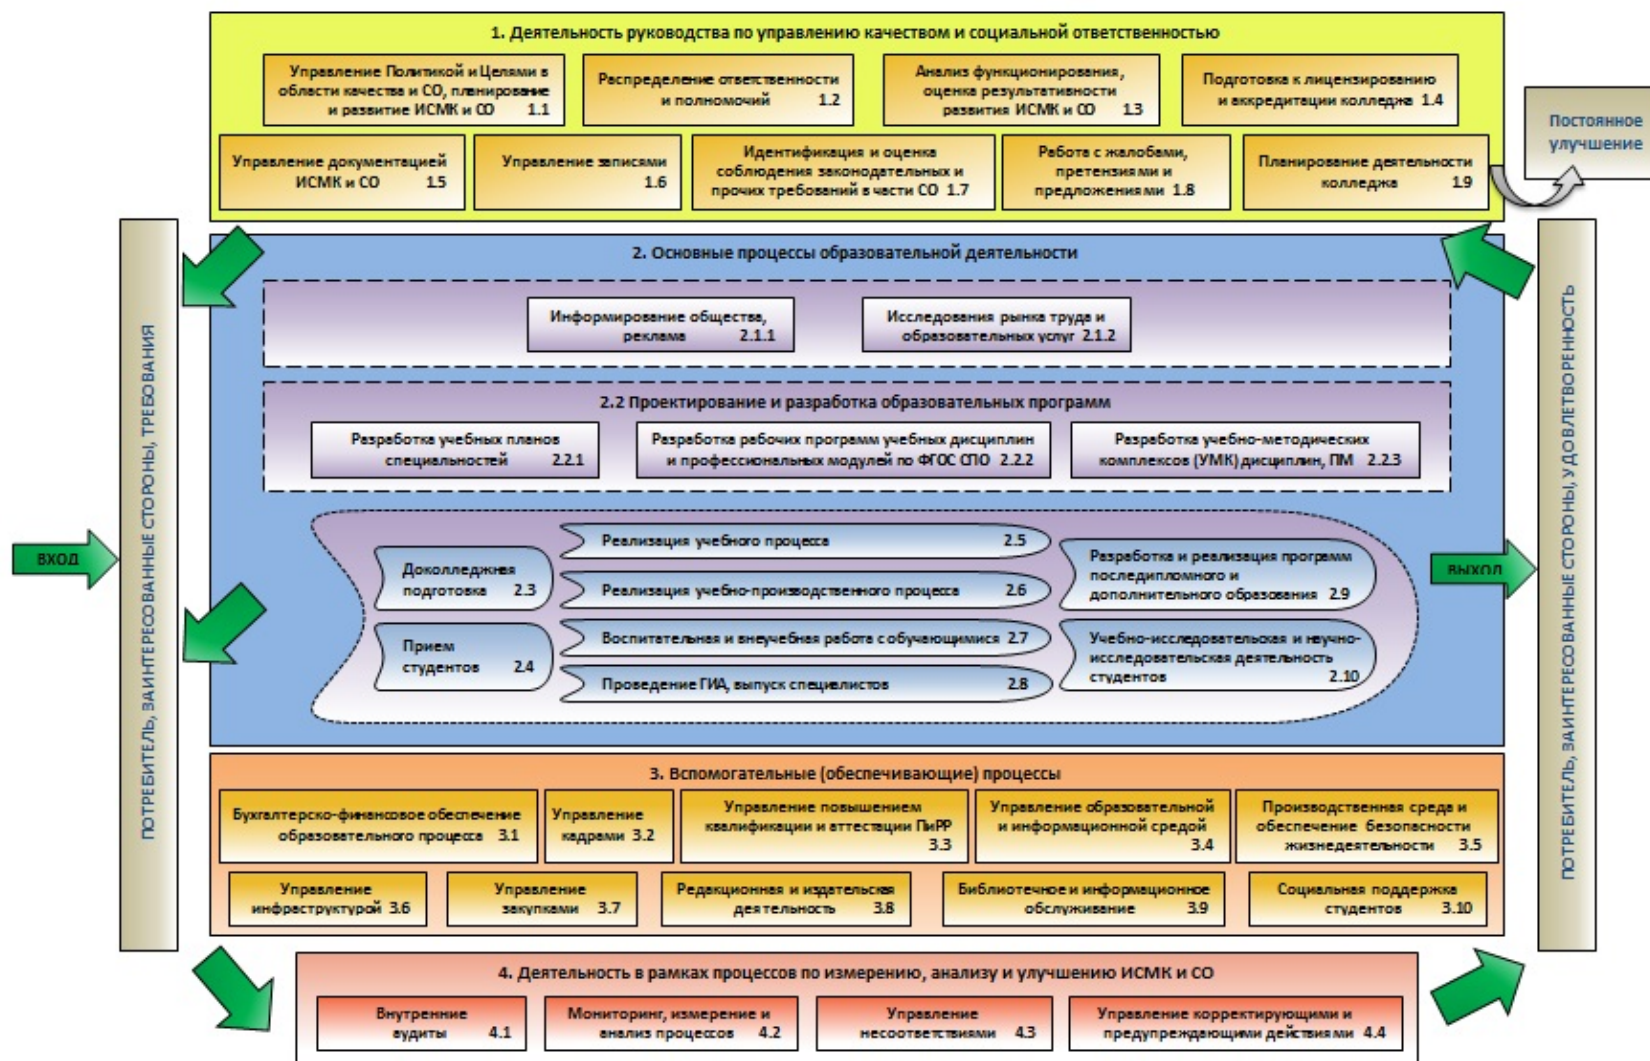 1. Деятельность руководства по управлению качеством и социальной ответственностью
Управление Политикой и Целями в
области качества и СО, планирование
и развитие ИСМК и СО 1.1
Распределение ответственности
и полномочий 1.2
Анализ функционирования,
оценка результативности
развития ИСМК и СО 1.3
Подготовка к лицензированию
и аккредитации колледжа 1.4
Управление документацией
ИСМК и СО 1.5
Управление записями
1.6
Идентификация и оценка
соблюдения законодательных и
прочих требований в части СО 1.7
Работа с жалобами,
претензиями и
предложениями 1.8
Планирование деятельности
колледжа 1.9
Постоянное
улучшение
ПОТРЕБИТЕЛЬ, ЗАИНТЕРЕСОВАННЫЕ СТОРОНЫ, ТРЕБОВАНИЯ
ВХОД
2. Основные процессы образовательной деятельности
Информирование общества,
реклама 2.1.1
Исследования рынка труда и
образовательных услуг 2.1.2
2.2 Проектирование и разработка образовательных программ
Разработка учебных планов
специальностей 2.2.1
Разработка рабочих программ учебных дисциплин
и профессиональных модулей по ФГОС СПО 2.2.2
Разработка учебно-методических
комплексов (УМК) дисциплин, ПМ 2.2.3
Доколледжная
подготовка 2.3
Прием
студентов 2.4
Реализация учебного процесса 2.5
Реализация учебно-производственного процесса 2.6
Воспитательная и внеучебная работа с обучающимися 2.7
Проведение ГИА, выпуск специалистов 2.8
Разработка и реализация программ
последипломного и
дополнительного образования 2.9
Учебно-исследовательская и научно-
исследовательская деятельность
студентов 2.10
ВЫХОД
ПОТРЕБИТЕЛЬ, ЗАИНТЕРЕСОВАННЫЕ СТОРОНЫ, УДОВЛЕТВОРЕННОСТЬ
3. Вспомогательные (обеспечивающие) процессы
Бухгалтерско-финансовое обеспечение
образовательного процесса 3.1
Управление
кадрами 3.2
Управление повышением
квалификации и аттестации ПиРР
3.3
Управление образовательной
и информационной средой
3.4
Производственная среда и
обеспечение безопасности
жизнедеятельности 3.5
Управление
инфраструктурой 3.6
Управление
закупками 3.7
Редакционная и издательская
деятельность 3.8
Библиотечное и информационное
обслуживание 3.9
Социальная поддержка
студентов 3.10
4. Деятельность в рамках процессов по измерению, анализу и улучшению ИСМК и СО
Внутренние
аудиты 4.1
Мониторинг, измерение и
анализ процессов 4.2
Управление
несоответствиями 4.3
Управление корректирующими и
предупреждающими действиями 4.4